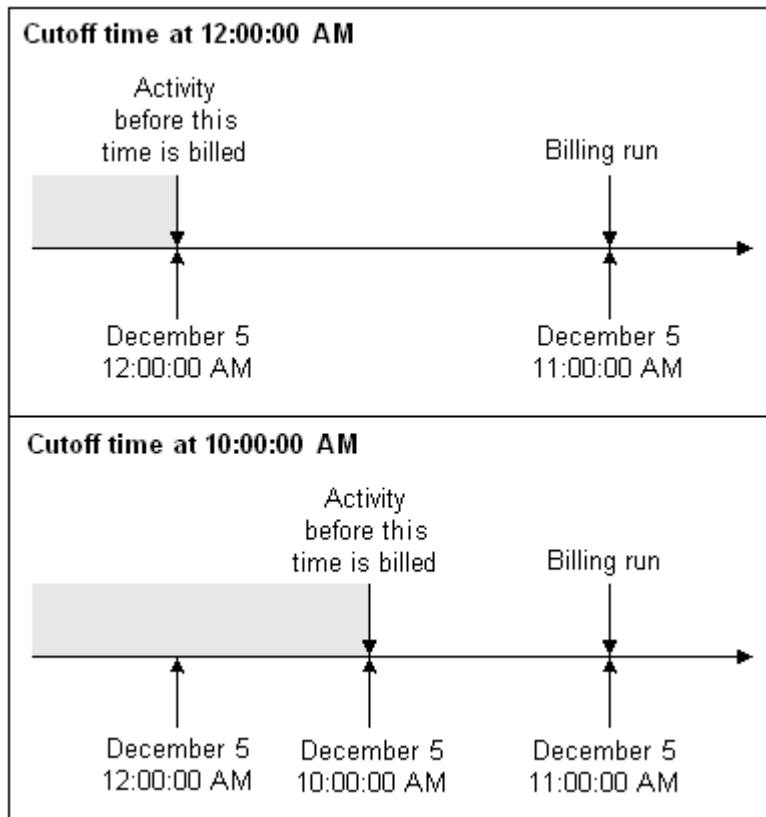 Cutoff time at 12:00:00 AM
Activity
before this
time is billed
Billing run
December 5
12:00:00 AM
December 5
11:00:00 AM
Cutoff time at 10:00:00 AM
Activity
before this
time is billed
Billing run
December 5
12:00:00 AM
December 5
10:00:00 AM
December 5
11:00:00 AM